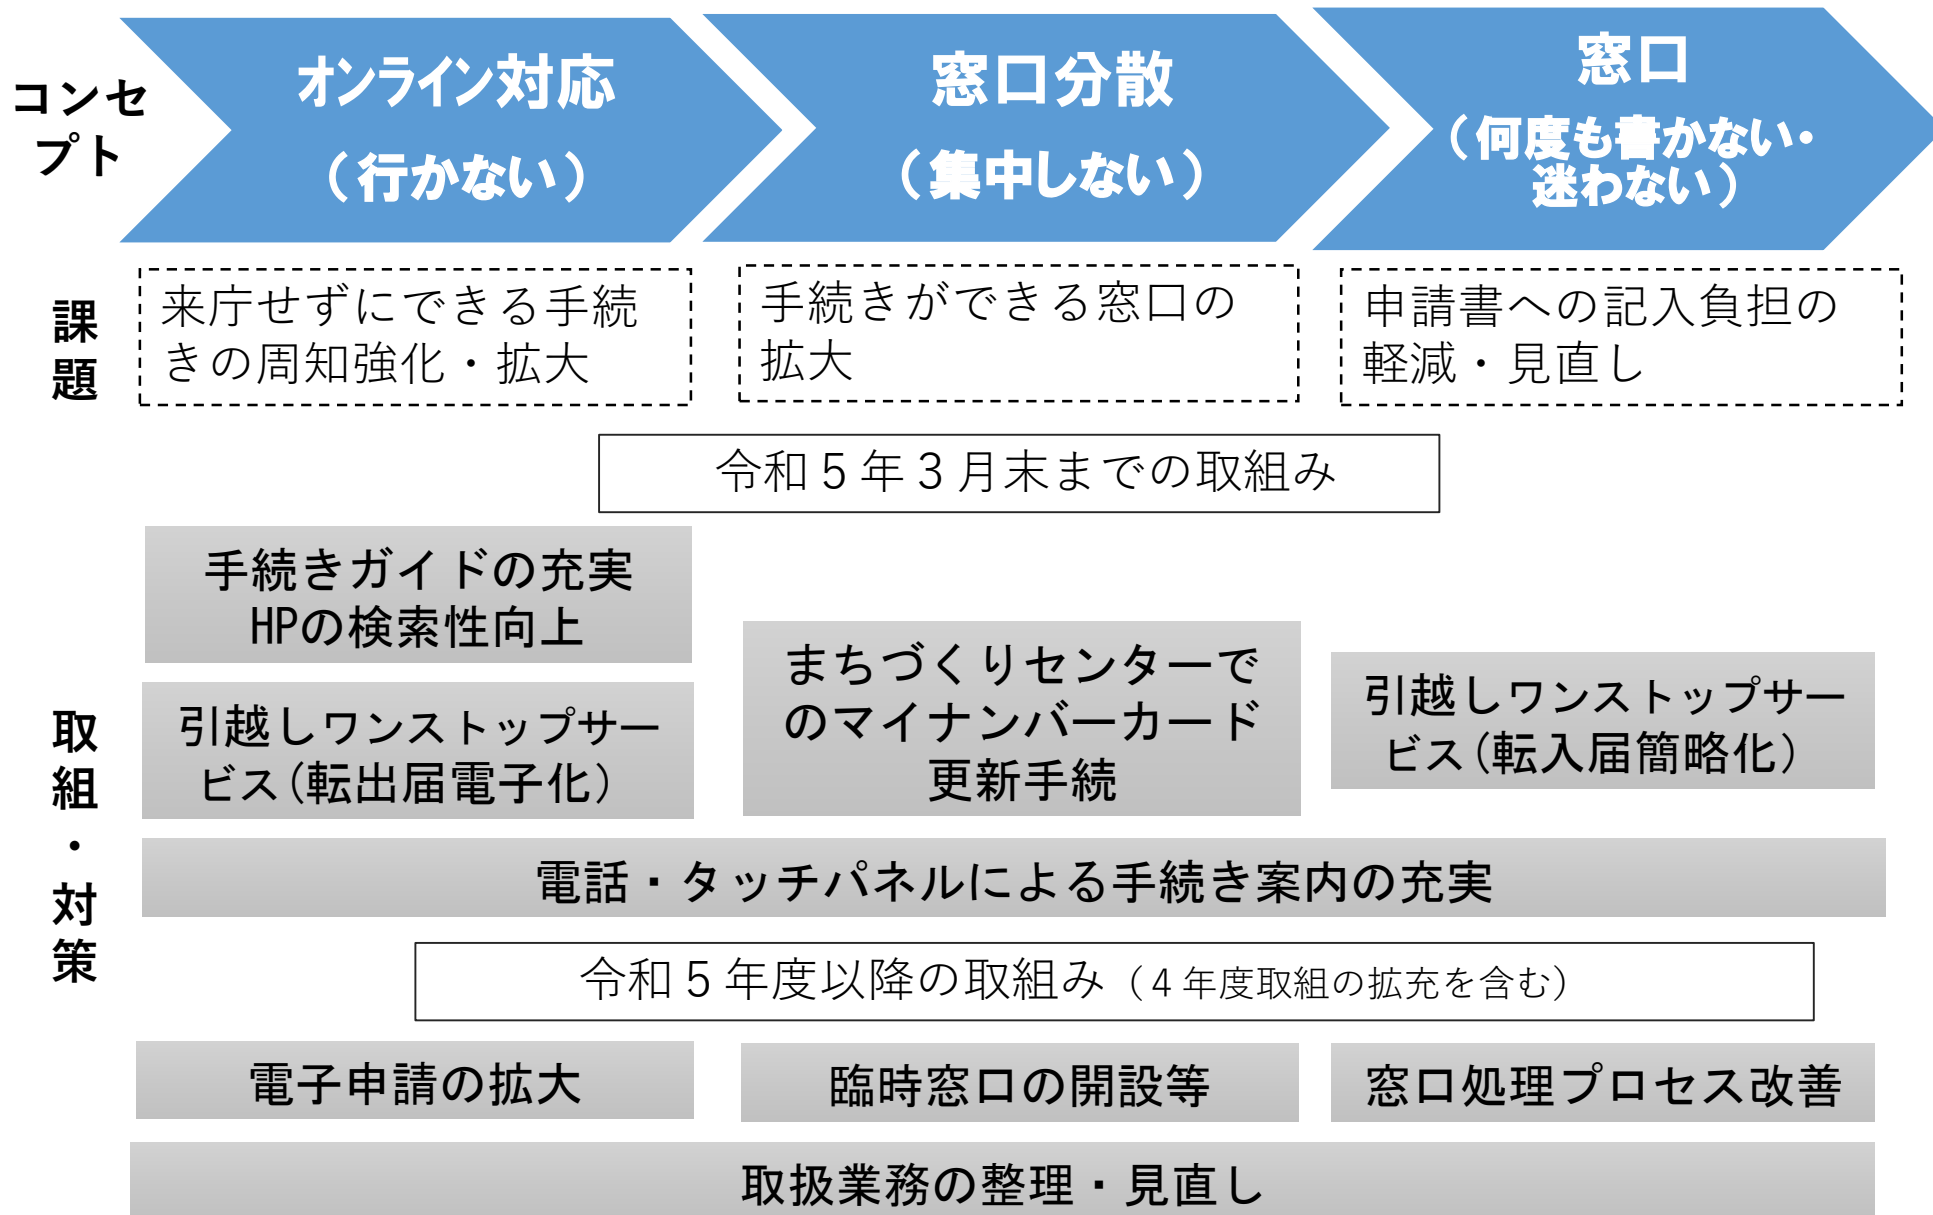 コンセ
プト
オンライン対応
（行かない）
窓口分散
（集中しない）
窓口
（何度も書かない・
迷わない）
課題
来庁せずにできる手続
きの周知強化・拡大
手続きができる窓口の
拡大
申請書への記入負担の
軽減・見直し
令和５年３月末までの取組み
取組・対策
手続きガイドの充実
HPの検索性向上
引越しワンストップサー
ビス(転出届電子化）
まちづくりセンターで
のマイナンバーカード
更新手続
引越しワンストップサー
ビス(転入届簡略化）
電話・タッチパネルによる手続き案内の充実
令和５年度以降の取組み（４年度取組の拡充を含む）
電子申請の拡大
臨時窓口の開設等
窓口処理プロセス改善
取扱業務の整理・見直し